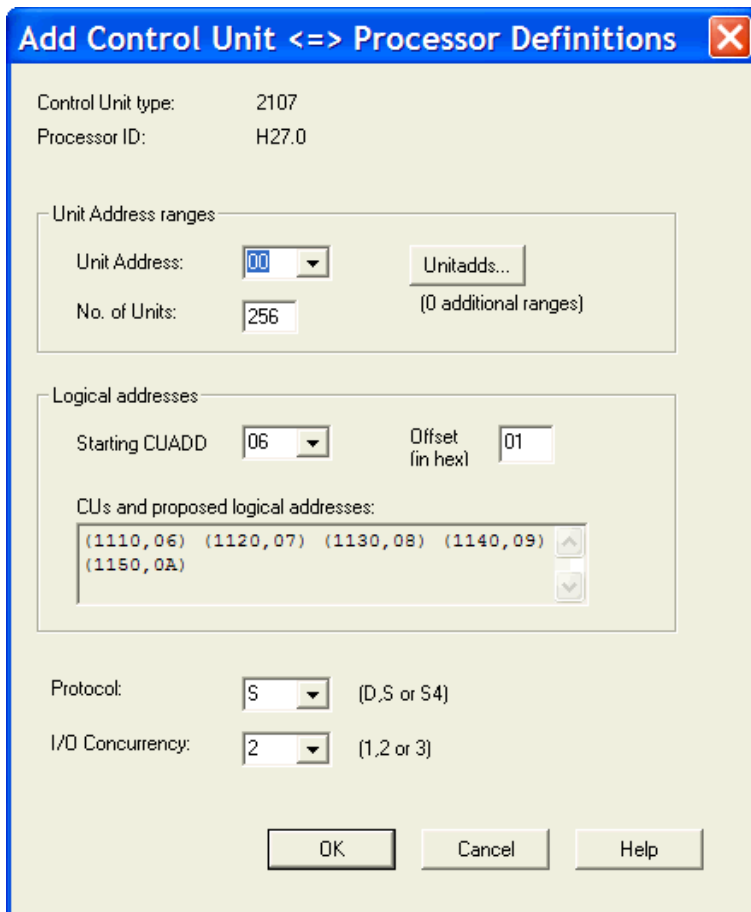 Add Control Unit <=> Processor Definitions
Control Unit type: 2107
Processor ID: H27.0
Unit Address ranges
Unit Address: 00 Unitadds...
No. of Units: 256 (0 additional ranges)
Logical addresses
Starting CUADD 06 Offset (in hex) 01
CUs and proposed logical addresses:
(1110,06) (1120,07) (1130,08) (1140,09)
(1150,0A)
Protocol: S (D,S or S4)
I/O Concurrency: 2 (1,2 or 3)
OK Cancel Help